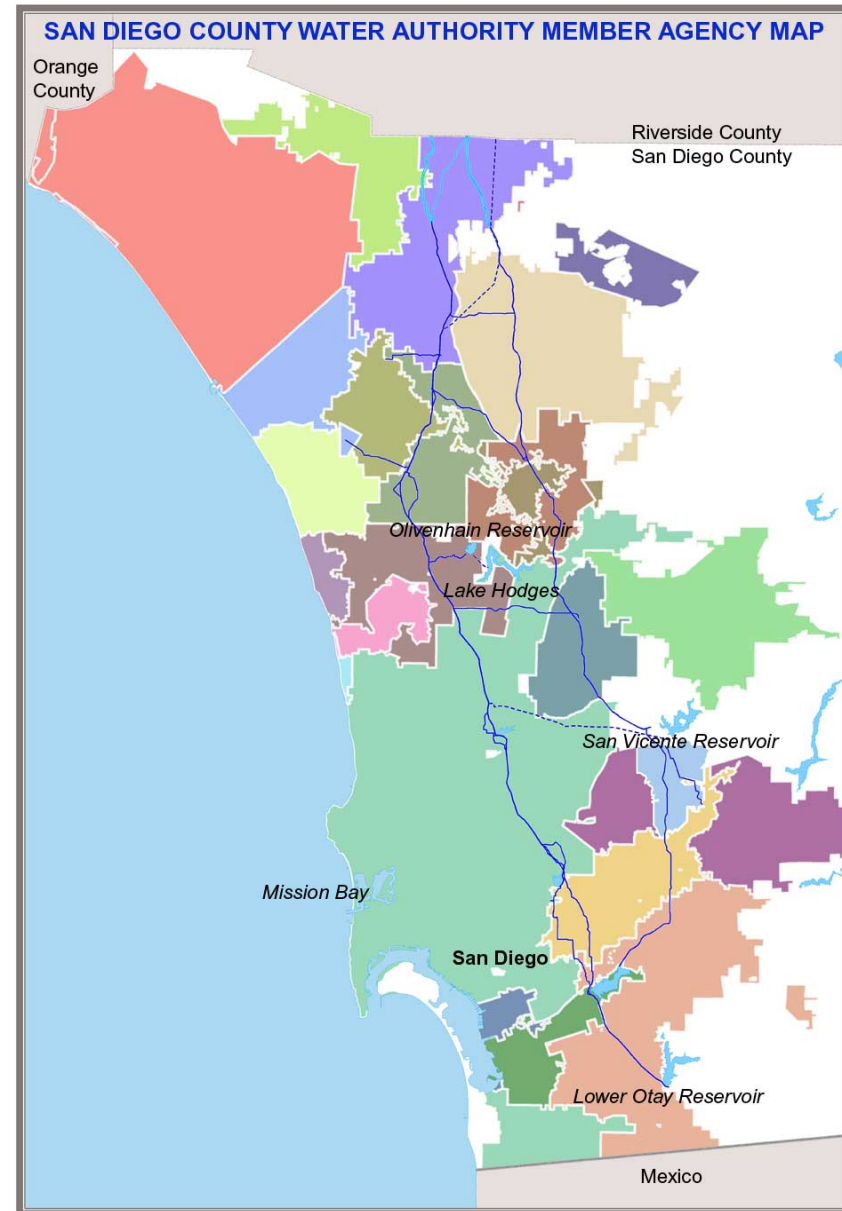 SAN DIEGO COUNTY WATER AUTHORITY MEMBER AGENCY MAP
Orange
County
Riverside County
San Diego County
Olivenhain Reservoir
Lake Hodges
San Vicente Reservoir
Mission Bay
San Diego
Lower Otay Reservoir
Mexico